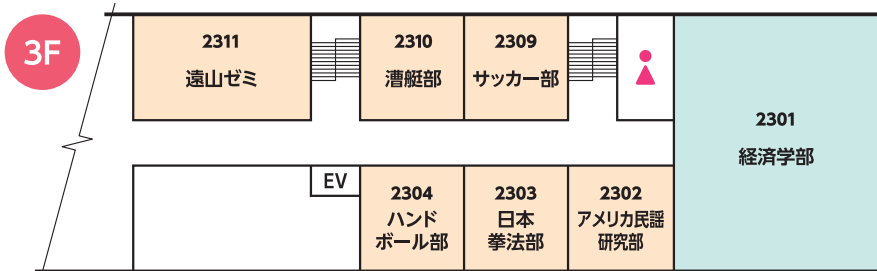 3F
2311
遠山ゼミ
2310
漕艇部
2309
サッカー部
2301
経済学部
EV
2304
ハンド
ボール部
2303
日本
拳法部
2302
アメリカ民謡
研究部